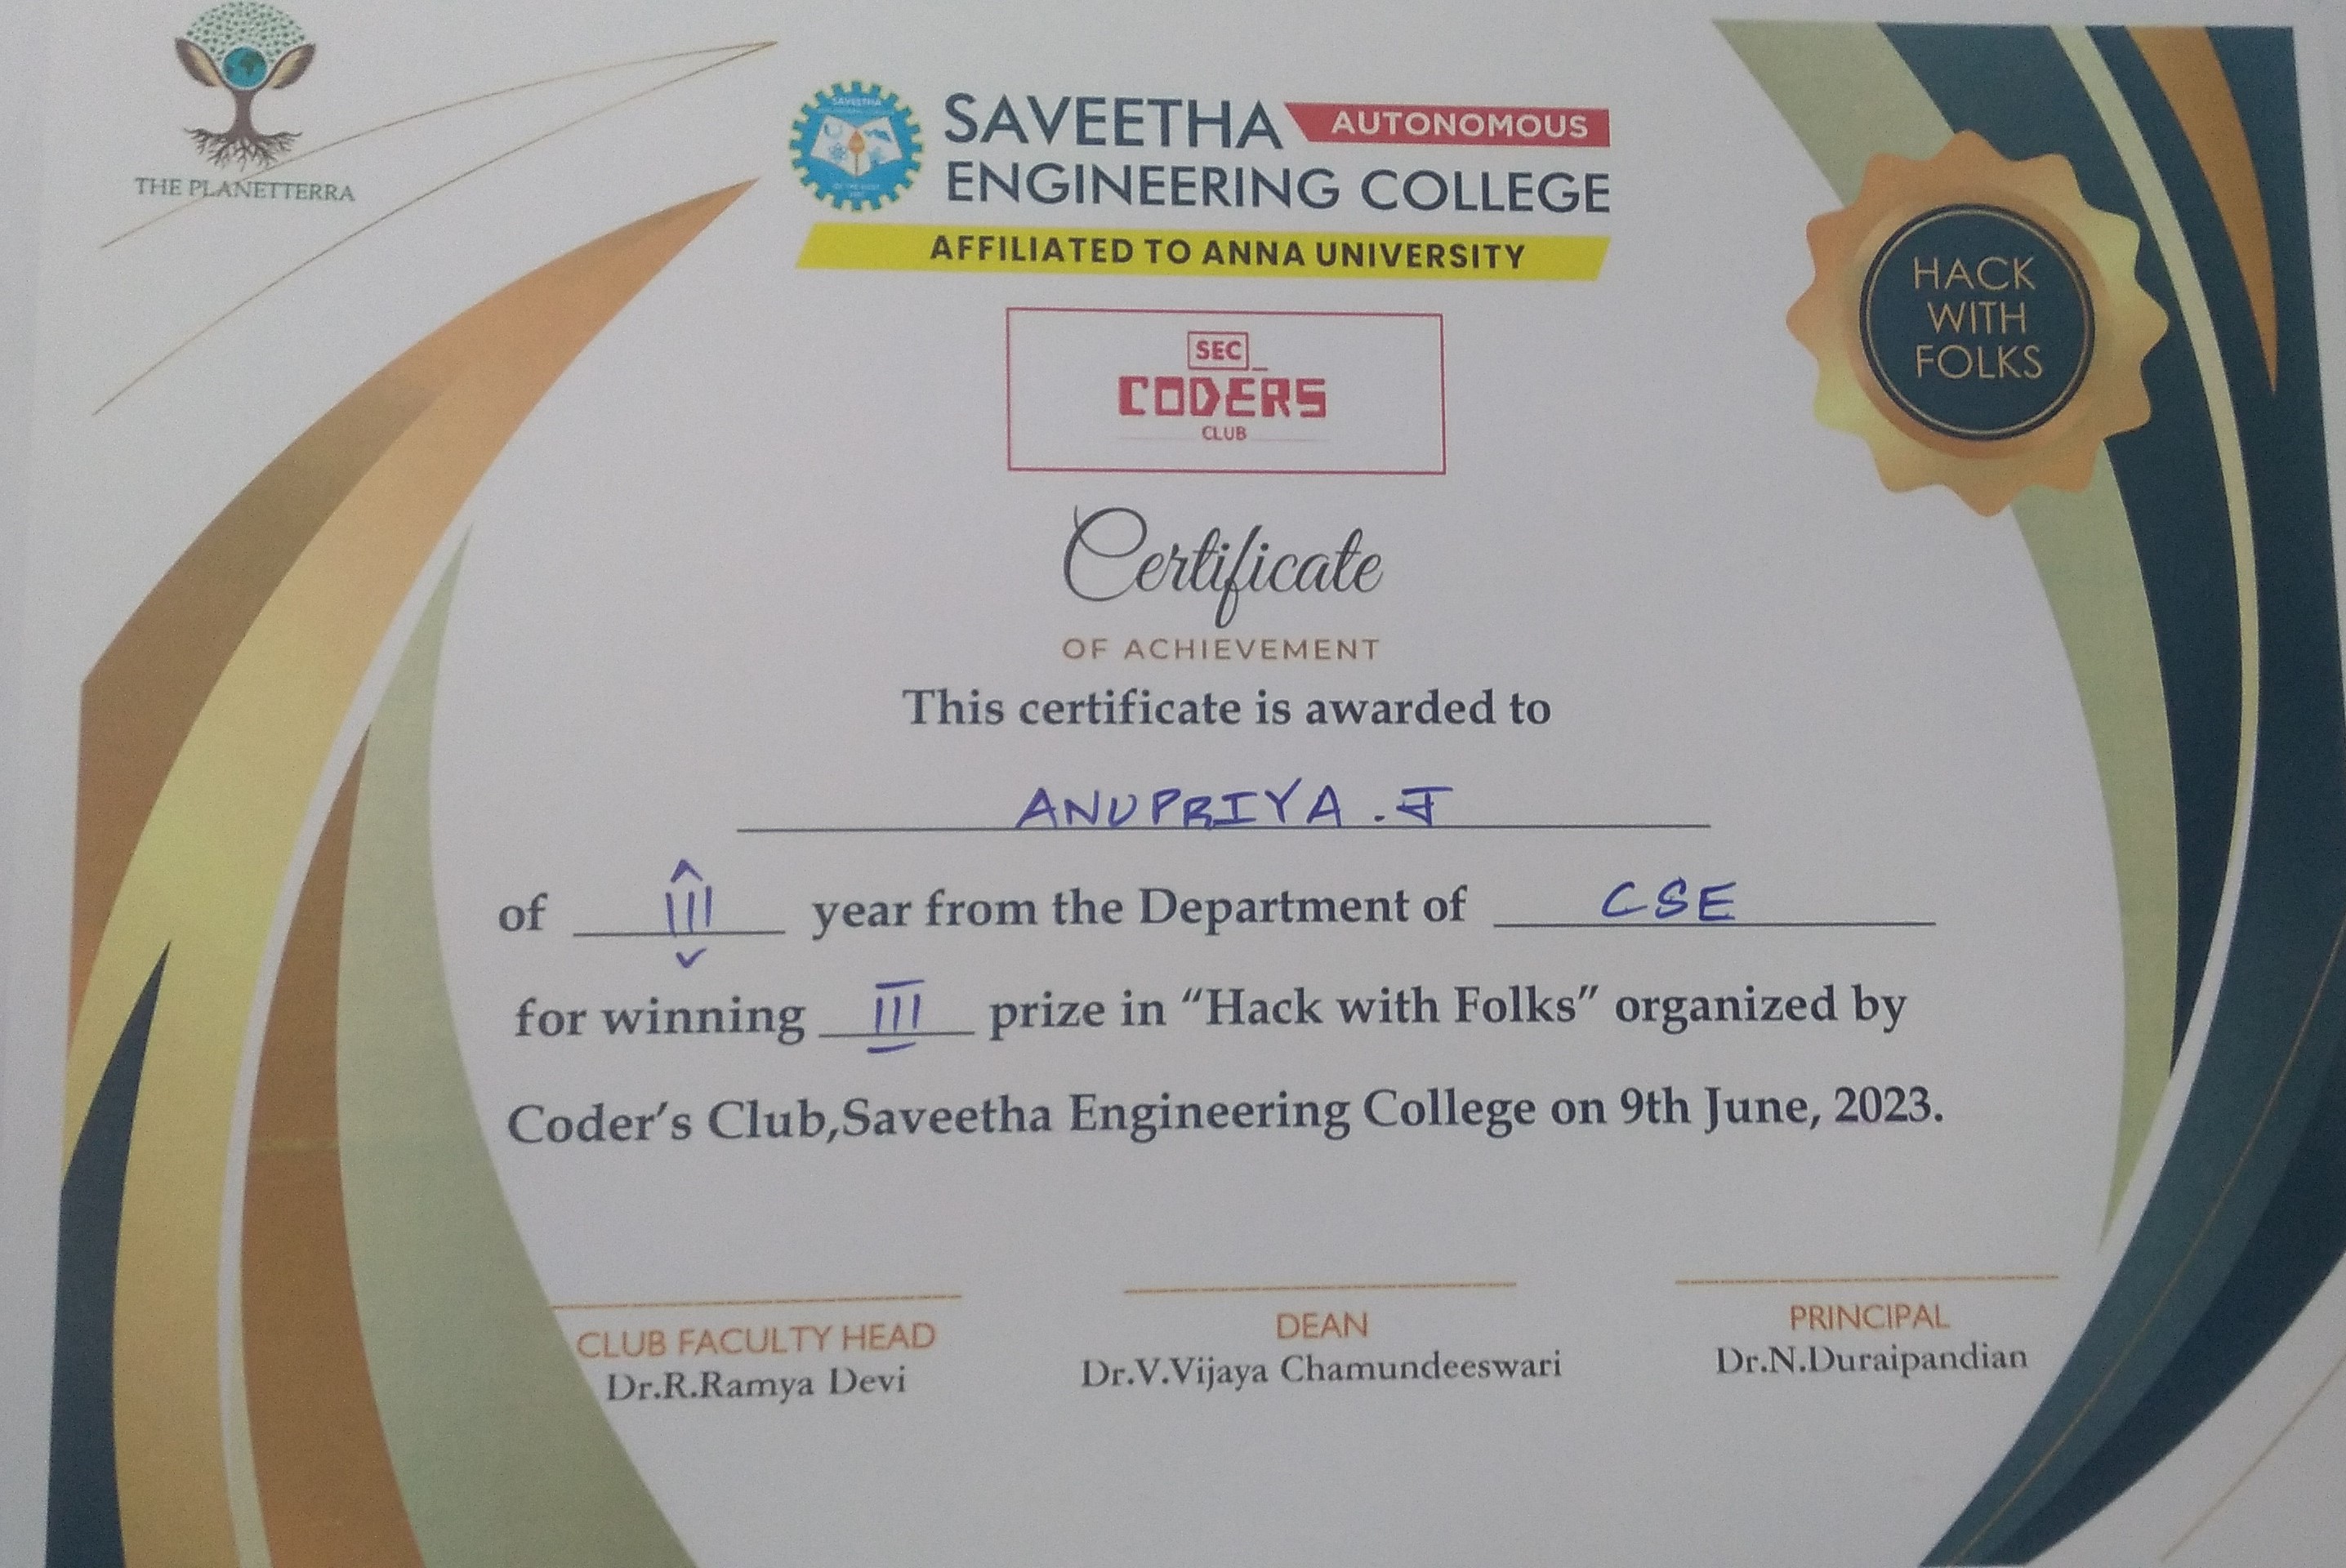 THE PLANETTERRA
SAVEETHA AUTONOMOUS
ENGINEERING COLLEGE
AFFILIATED TO ANNA UNIVERSITY
HACK
WITH
FOLKS
SEC
CODERS
CLUB
Certificate
OF ACHIEVEMENT
This certificate is awarded to
ANUPRIYA . J
of III year from the Department of CSE
for winning III prize in “Hack with Folks” organized by
Coder’s Club,Saveetha Engineering College on 9th June, 2023.
CLUB FACULTY HEAD
Dr.R.Ramya Devi
DEAN
Dr.V.Vijaya Chamundeeswari
PRINCIPAL
Dr.N.Duraipandian